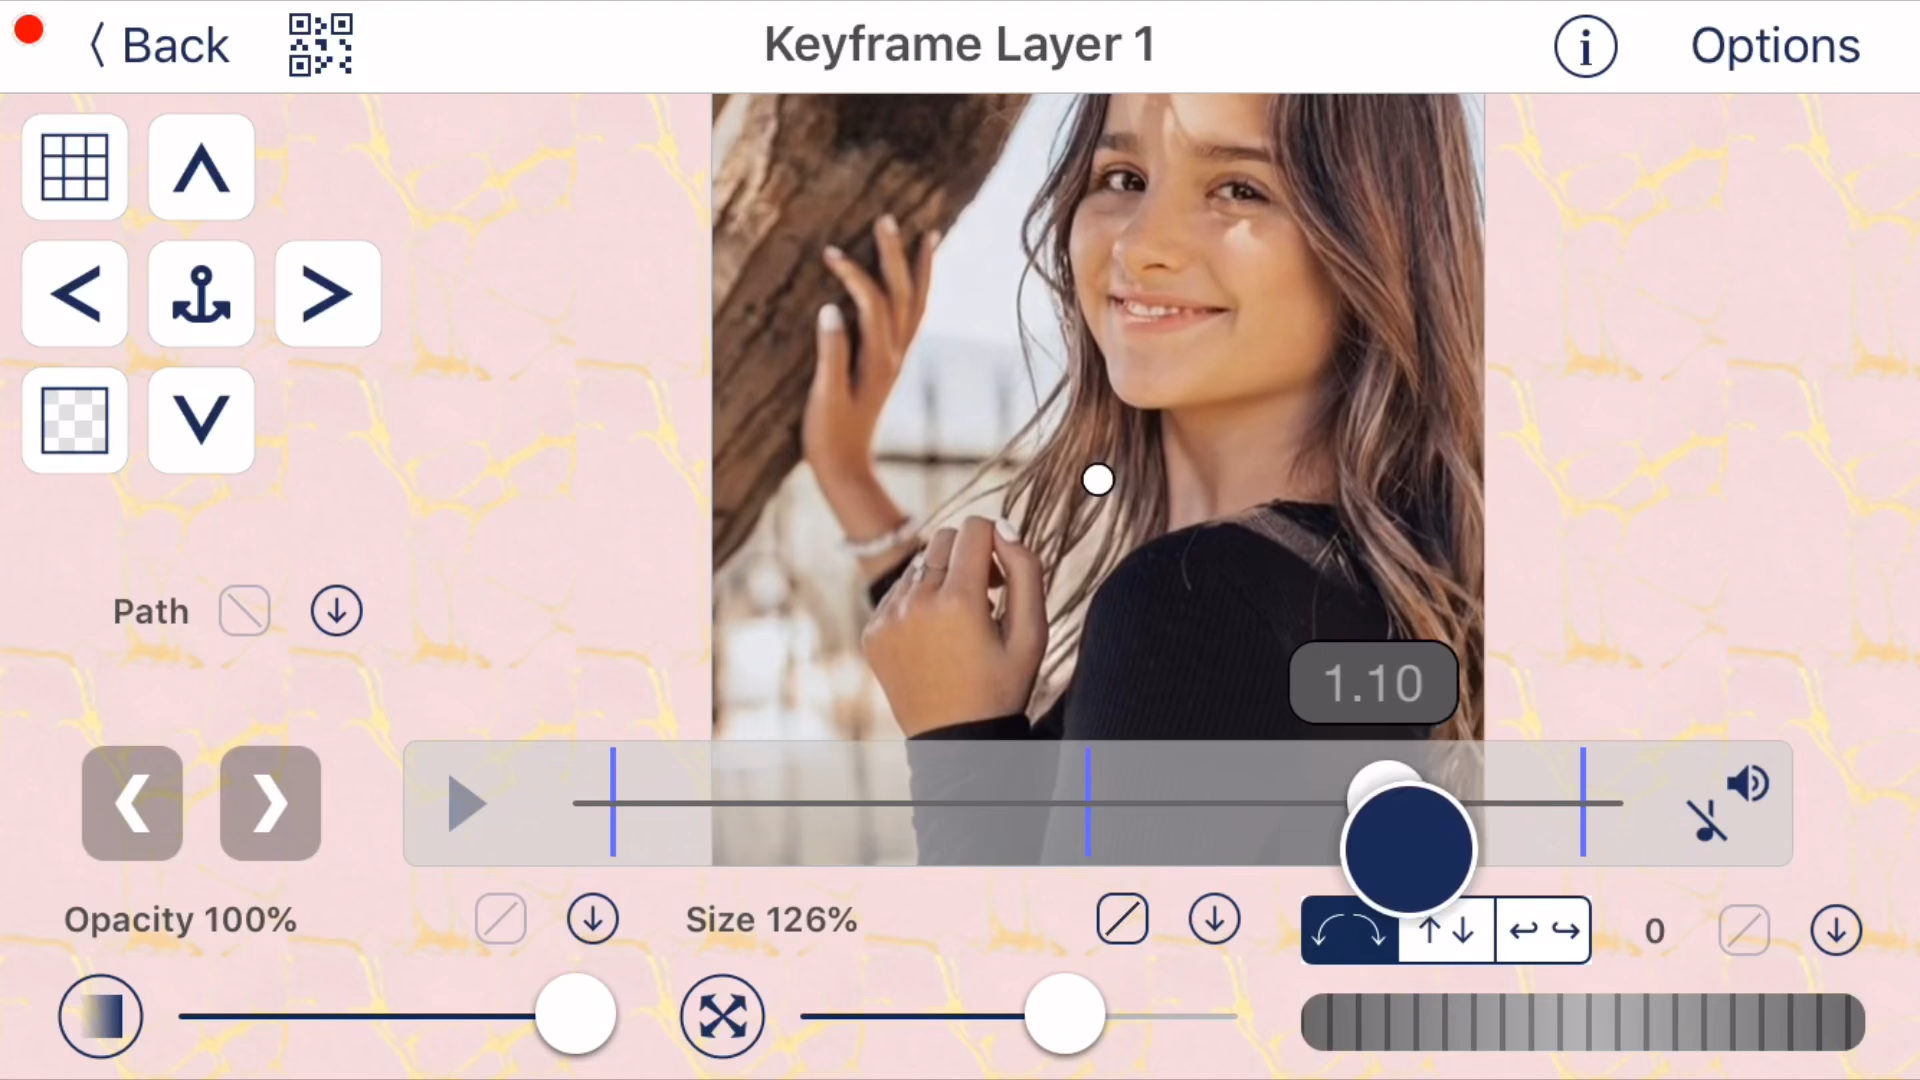 Back
Keyframe Layer 1
Options
Path
1.10
Opacity 100%
Size 126%
0